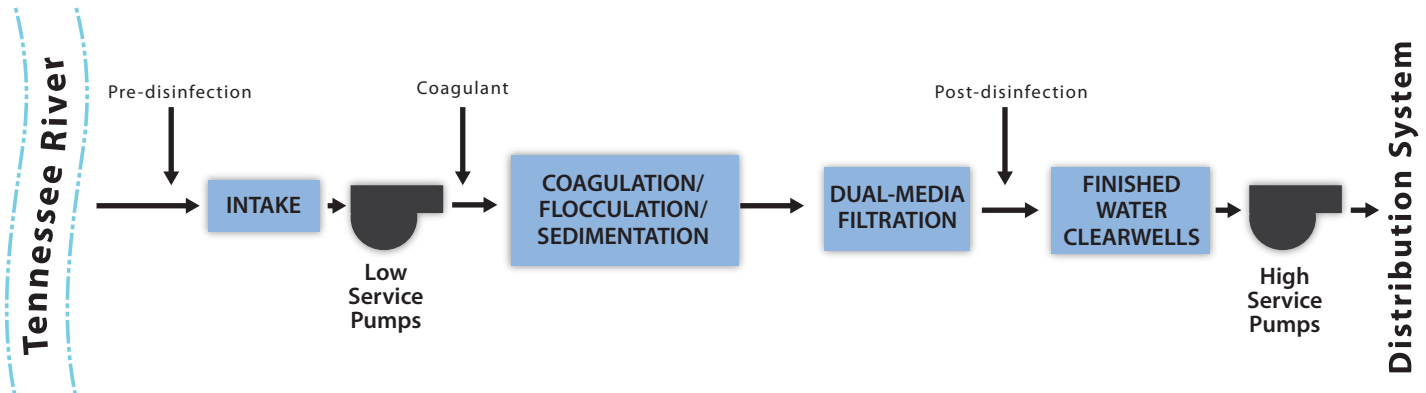 Tennessee River
Pre-disinfection
INTAKE
Low
Service
Pumps
Coagulant
COAGULATION/
FLOCCULATION/
SEDIMENTATION
DUAL-MEDIA
FILTRATION
Post-disinfection
FINISHED
WATER
CLEARWELLS
High
Service
Pumps
Distribution System